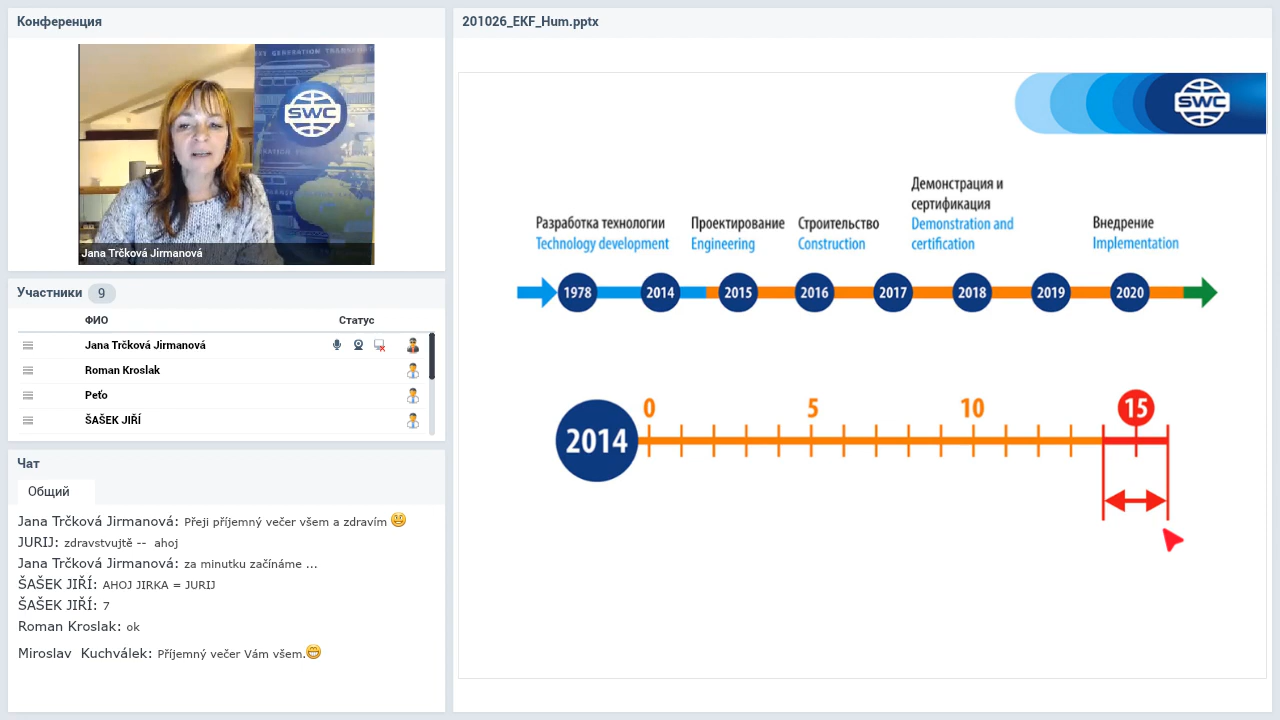 Конференция
SWC
Jana Trčková Jirmanová
Участники 9
ФИО Статус
Jana Trčková Jirmanová
Roman Kroslak
Peťo
ŠAŠEK JIŘÍ
Чат
Общий
Jana Trčková Jirmanová: Přeji příjemný večer všem a zdravím
JURIJ: zdravstvujtě -- ahoj
Jana Trčková Jirmanová: za minutku začínáme ...
ŠAŠEK JIŘÍ: AHOJ JIRKA = JURIJ
ŠAŠEK JIŘÍ: 7
Roman Kroslak: ok
Miroslav Kuchválek: Příjemný večer Vám všem.
201026_EKF_Hum.pptx
SWC
Разработка технологии
Technology development
Проектирование
Engineering
Строительство
Construction
Демонстрация и
сертификация
Demonstration and
certification
Внедрение
Implementation
1978 2014 2015 2016 2017 2018 2019 2020
0 5 10 15
2014